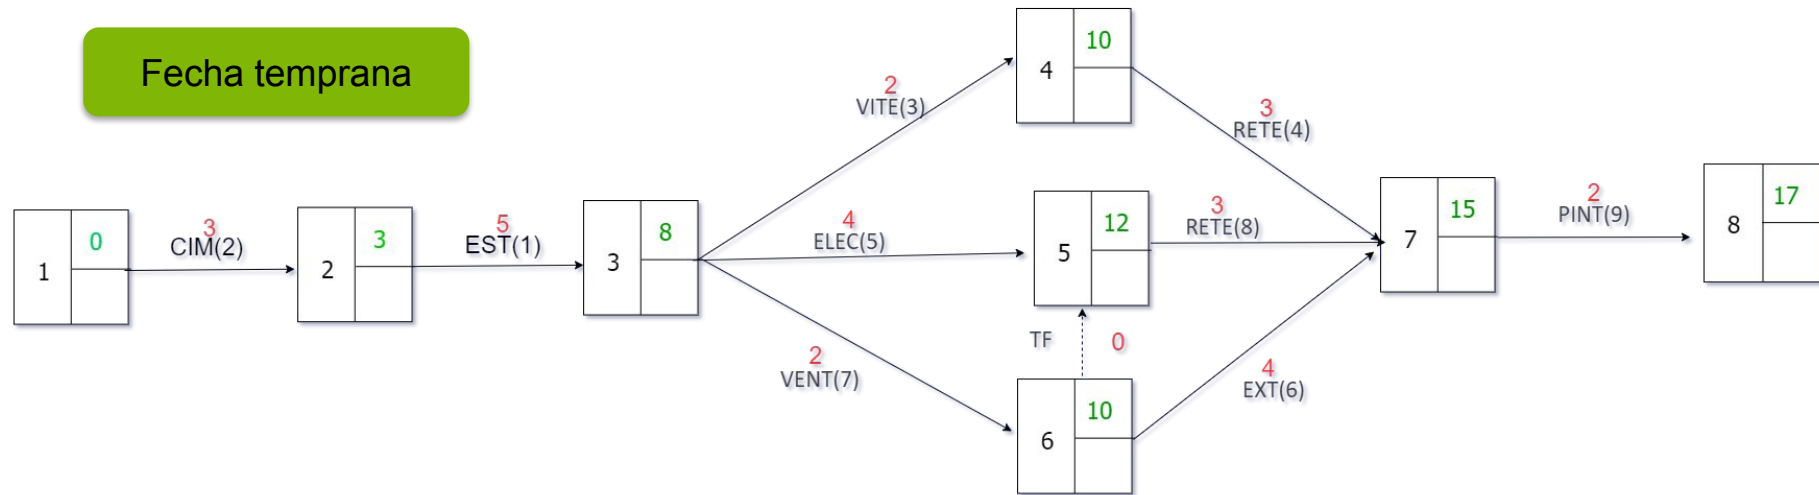 Fecha temprana
1
0
3
CIM(2)
2
3
5
EST(1)
3
8
2
VITE(3)
4
10
3
RETE(4)
4
ELEC(5)
5
12
3
RETE(8)
2
VENT(7)
TF
0
6
10
4
EXT(6)
7
15
2
PINT(9)
8
17